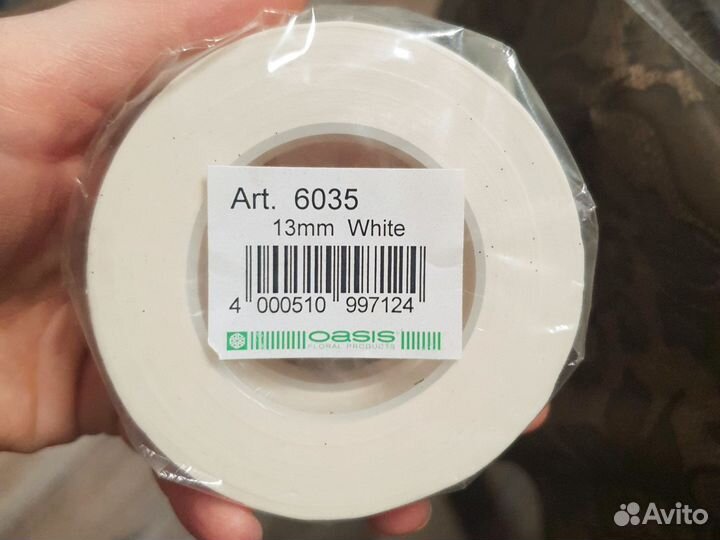 Art. 6035
13mm White
4 000510 997124
OASIS
FLORAL PRODUCTS
Avito